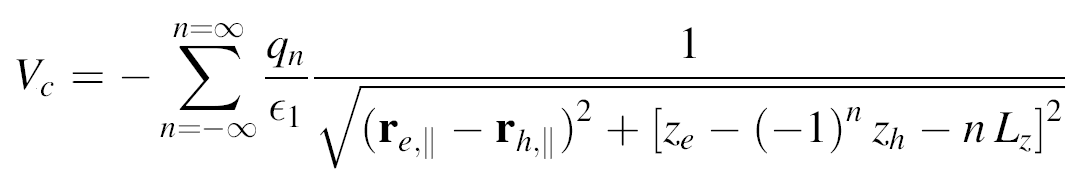 V_c = - \sum_{n=-\infty}^{n=\infty} \frac{q_n}{\epsilon_1} \frac{1}{\sqrt{(\mathbf{r}_{e,\parallel} - \mathbf{r}_{h,\parallel})^2 + [z_e - (-1)^n z_h - n L_z]^2}}